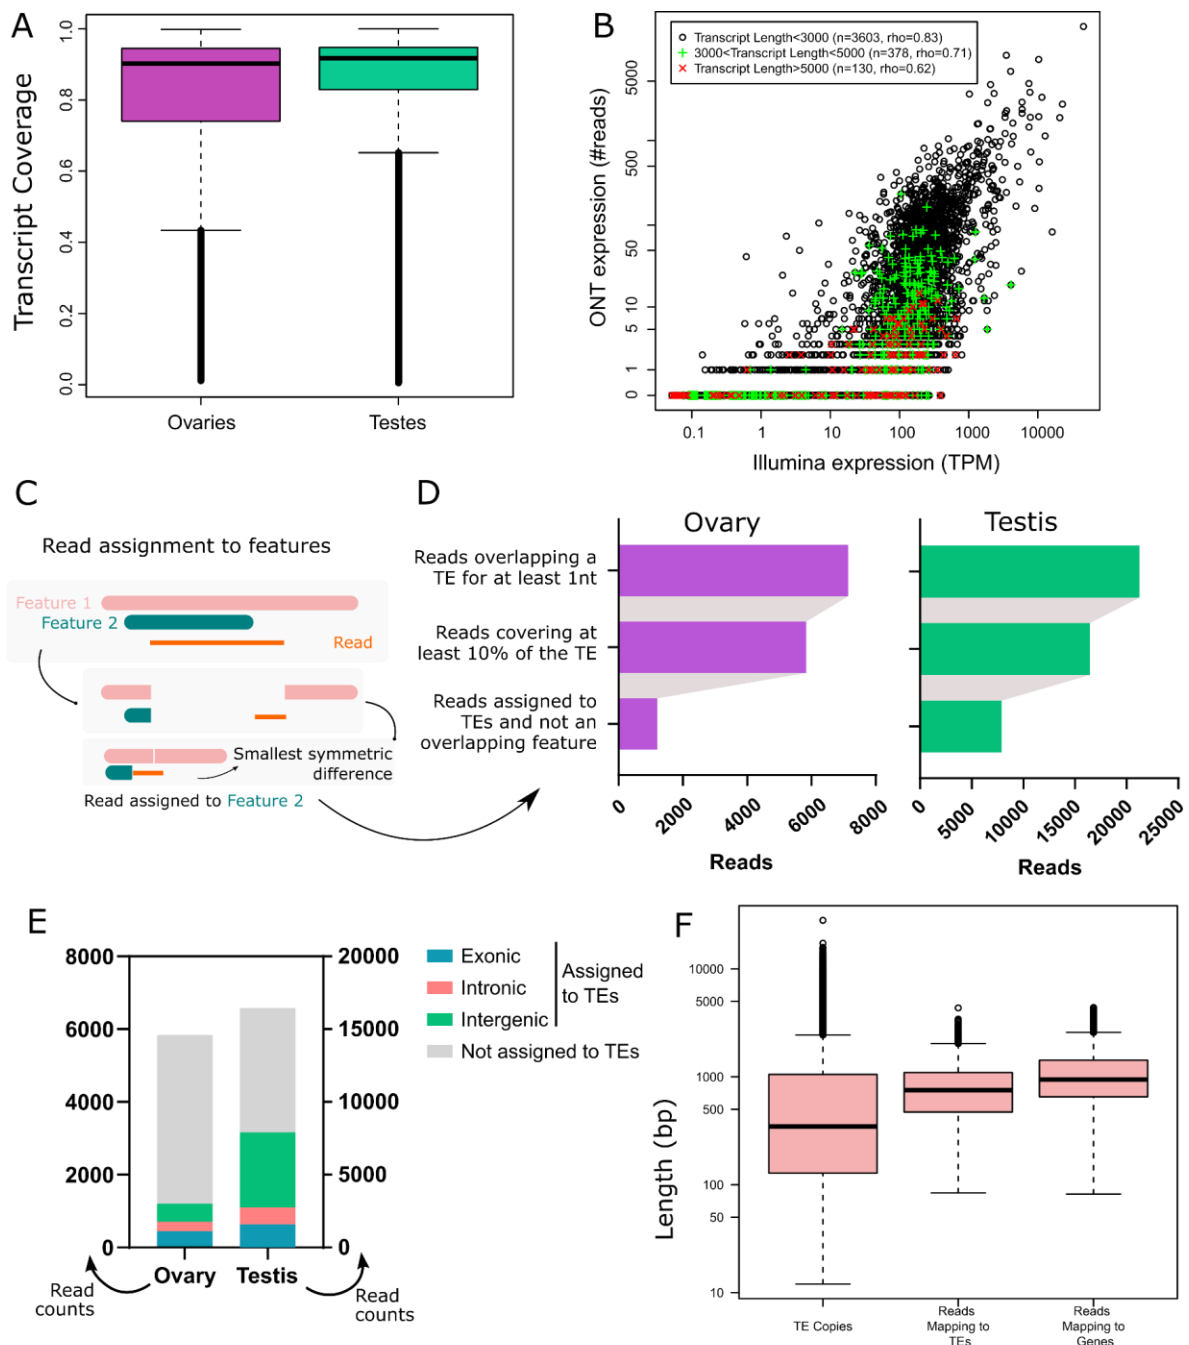 A
Transcript Coverage
1.0
0.8
0.6
0.4
0.2
0.0
Ovaries
Testes
B
Transcript Length<3000 (n=3603, rho=0.83)
3000<Transcript Length<5000 (n=378, rho=0.71)
Transcript Length>5000 (n=130, rho=0.62)
ONT expression (#reads)
5000
500
50
10
5
1
0
0.1
1
10
100
1000
10000
Illumina expression (TPM)
C
Read assignment to features
Feature 1
Feature 2
Read
Smallest symmetric
difference
Read assigned to Feature 2
D
Ovary
Testis
Reads overlapping a
TE for at least 1nt
Reads covering at
least 10% of the TE
Reads assigned to
TEs and not an
overlapping feature
0
2000
4000
6000
8000
Reads
0
5000
10000
15000
20000
25000
Reads
E
8000
6000
4000
2000
0
20000
15000
10000
5000
0
Exonic
Intronic
Intergenic
Not assigned to TEs
Assigned
to TEs
Ovary
Testis
Read
counts
Read
counts
F
Length (bp)
10000
5000
1000
500
100
50
10
TE Copies
Reads
Mapping to
TEs
Reads
Mapping to
Genes